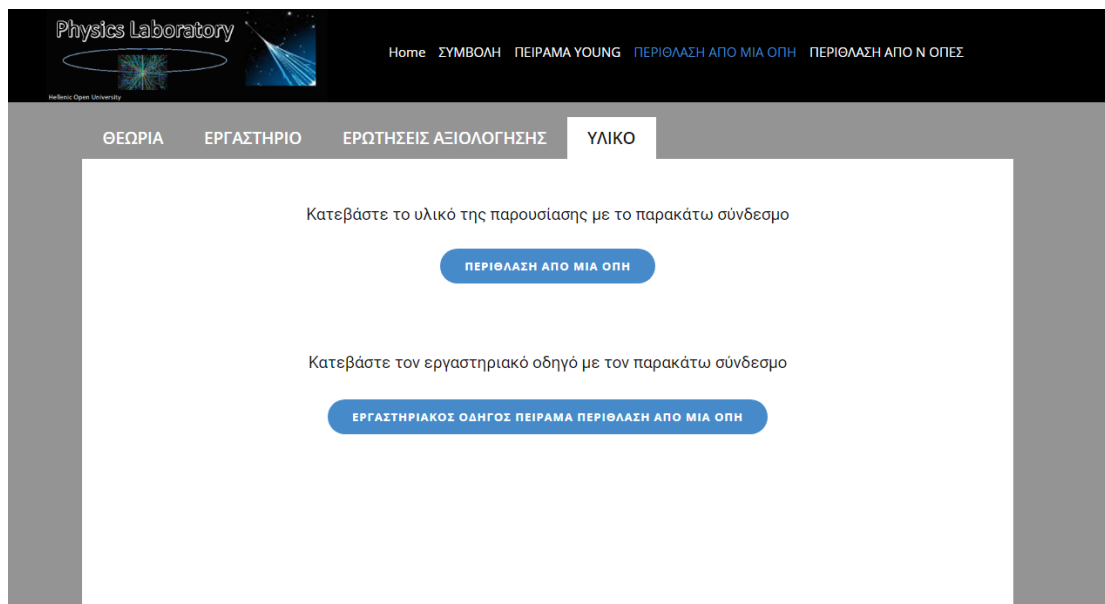 Physics Laboratory
Hellenic Open University
Home ΣΥΜΒΟΛΗ ΠΕΙΡΑΜΑ YOUNG ΠΕΡΙΘΛΑΣΗ ΑΠΟ ΜΙΑ ΟΠΗ ΠΕΡΙΘΛΑΣΗ ΑΠΟ Ν ΟΠΕΣ
ΘΕΩΡΙΑ ΕΡΓΑΣΤΗΡΙΟ ΕΡΩΤΗΣΕΙΣ ΑΞΙΟΛΟΓΗΣΗΣ ΥΛΙΚΟ
Κατεβάστε το υλικό της παρουσίασης με το παρακάτω σύνδεσμο
ΠΕΡΙΘΛΑΣΗ ΑΠΟ ΜΙΑ ΟΠΗ
Κατεβάστε τον εργαστηριακό οδηγό με τον παρακάτω σύνδεσμο
ΕΡΓΑΣΤΗΡΙΑΚΟΣ ΟΔΗΓΟΣ ΠΕΙΡΑΜΑ ΠΕΡΙΘΛΑΣΗ ΑΠΟ ΜΙΑ ΟΠΗ